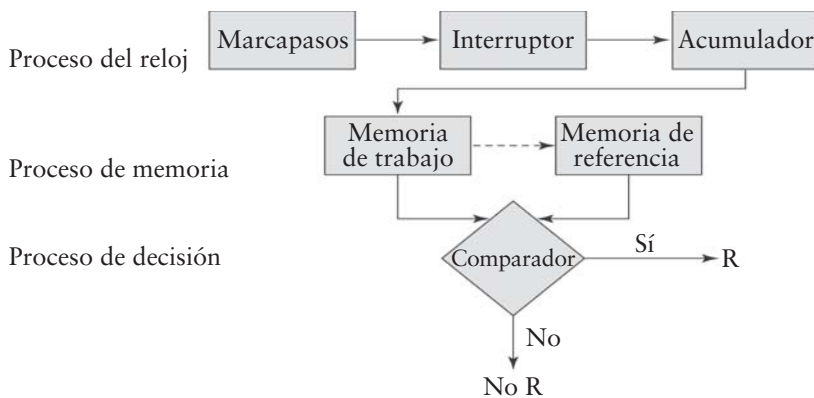 Proceso del reloj
Marcapasos
Interruptor
Acumulador
Proceso de memoria
Memoria
de trabajo
Memoria de
referencia
Proceso de decisión
Comparador
Sí
R
No
No R